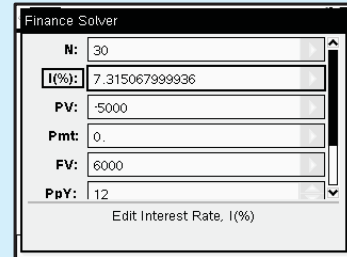 Finance Solver
N: 30
I(%): 7.315067999936
PV: -5000
Pmt: 0.
FV: 6000
PpY: 12
Edit Interest Rate, I(%)